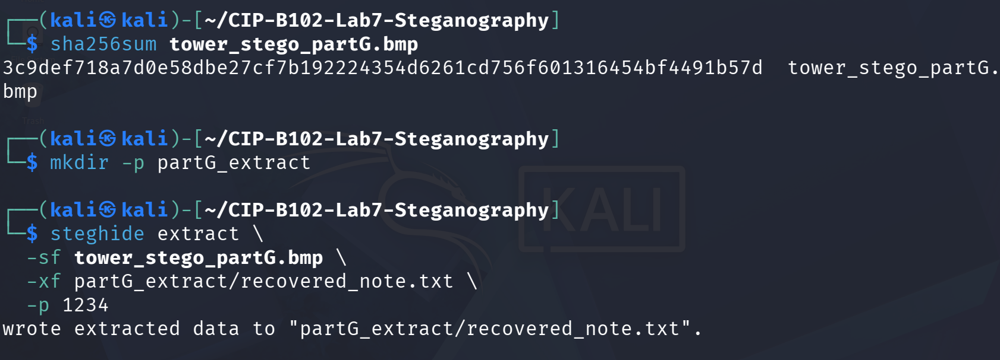 ┌──(kali㉿kali)-[~/CIP-B102-Lab7-Steganography]
└─$ sha256sum tower_stego_partG.bmp
3c9def718a7d0e58dbe27cf7b192224354d6261cd756f601316454bf4491b57d  tower_stego_partG.
bmp
Trash
┌──(kali㉿kali)-[~/CIP-B102-Lab7-Steganography]
└─$ mkdir -p partG_extract
KALI
┌──(kali㉿kali)-[~/CIP-B102-Lab7-Steganography]
└─$ steghide extract \
  -sf tower_stego_partG.bmp \
  -xf partG_extract/recovered_note.txt \
  -p 1234
wrote extracted data to "partG_extract/recovered_note.txt".